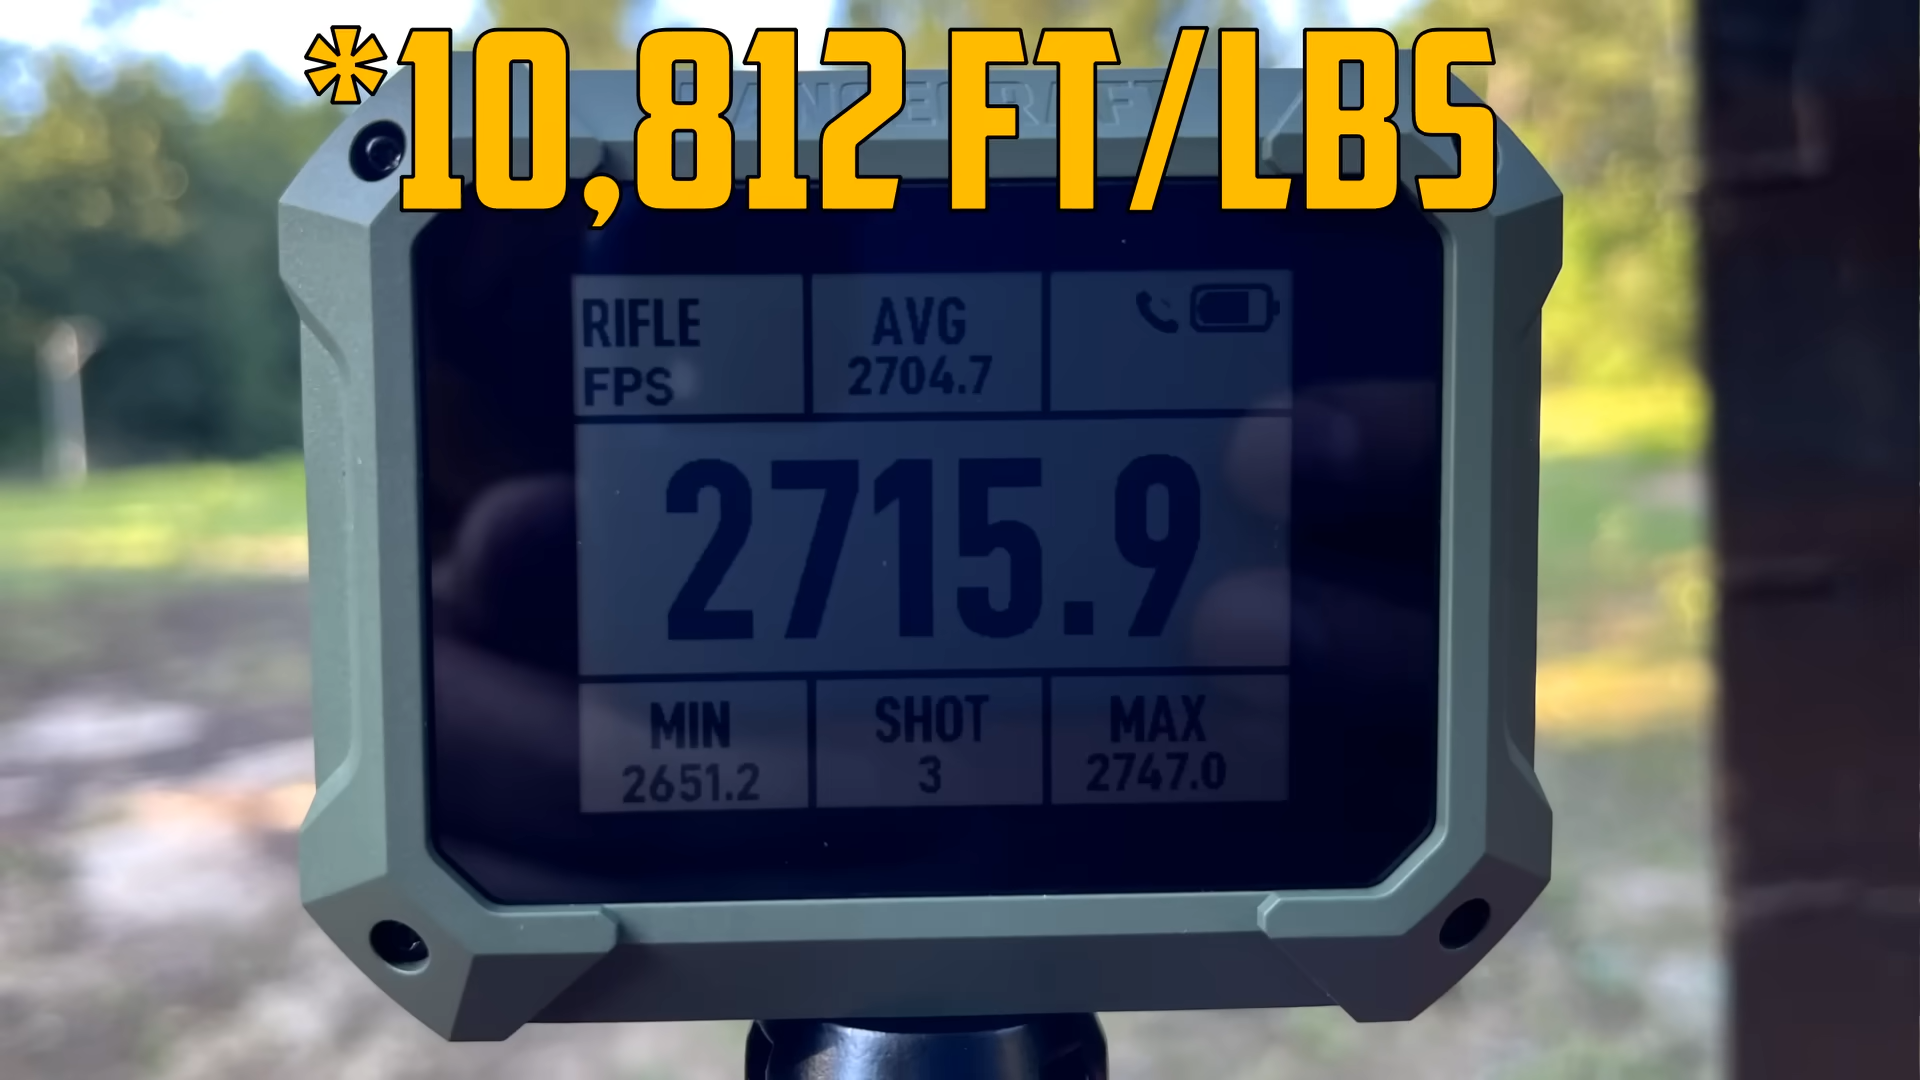 *10,812 FT/LBS
RIFLE
FPS
AVG
2704.7
2715.9
MIN
2651.2
SHOT
3
MAX
2747.0